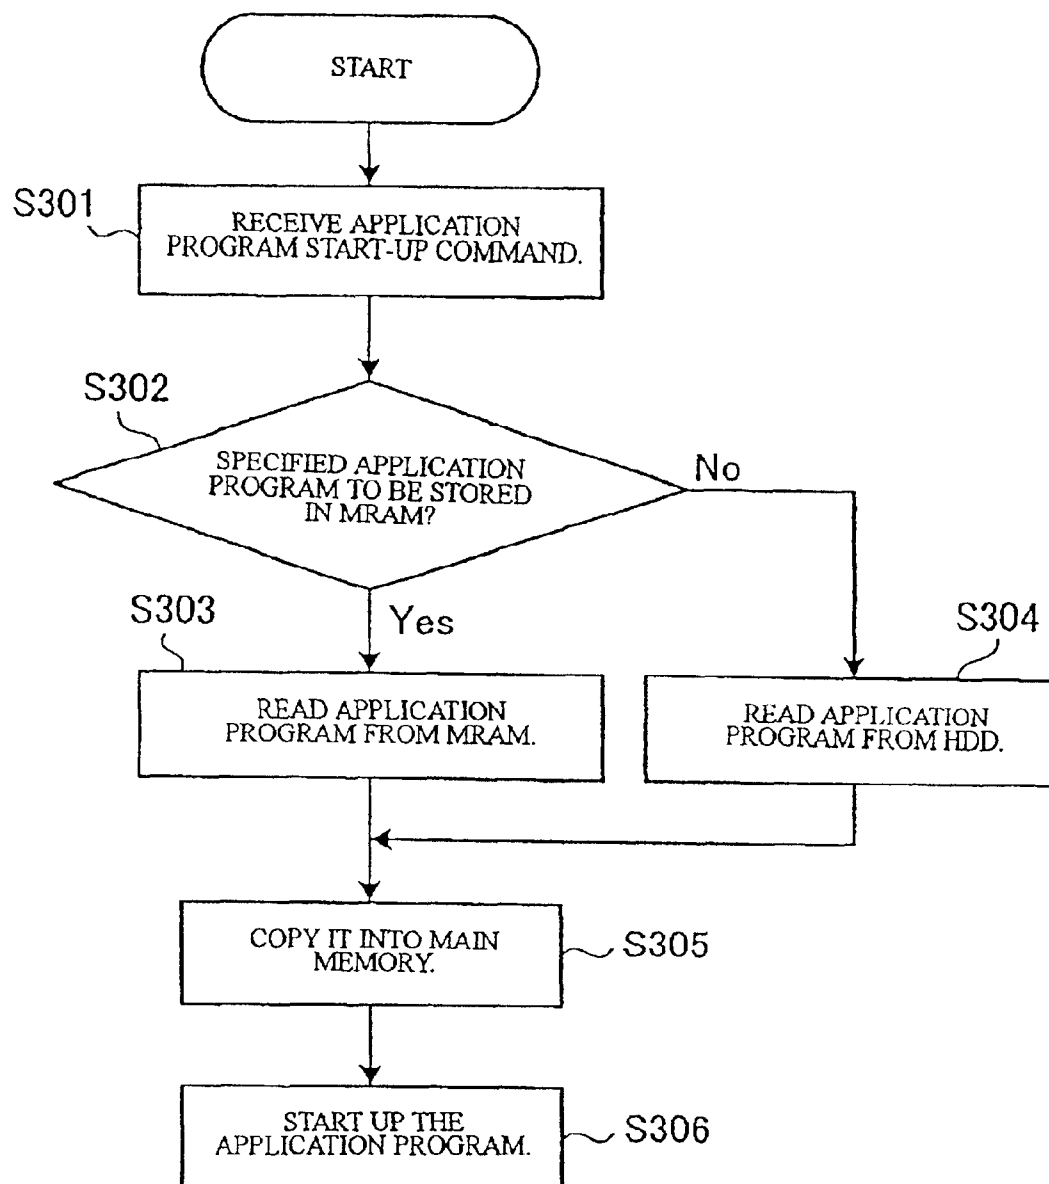 START
S301
RECEIVE APPLICATION
PROGRAM START-UP COMMAND.
S302
SPECIFIED APPLICATION
PROGRAM TO BE STORED
IN MRAM?
No
Yes
S303
READ APPLICATION
PROGRAM FROM MRAM.
S304
READ APPLICATION
PROGRAM FROM HDD.
COPY IT INTO MAIN
MEMORY.
S305
START UP THE
APPLICATION PROGRAM.
S306